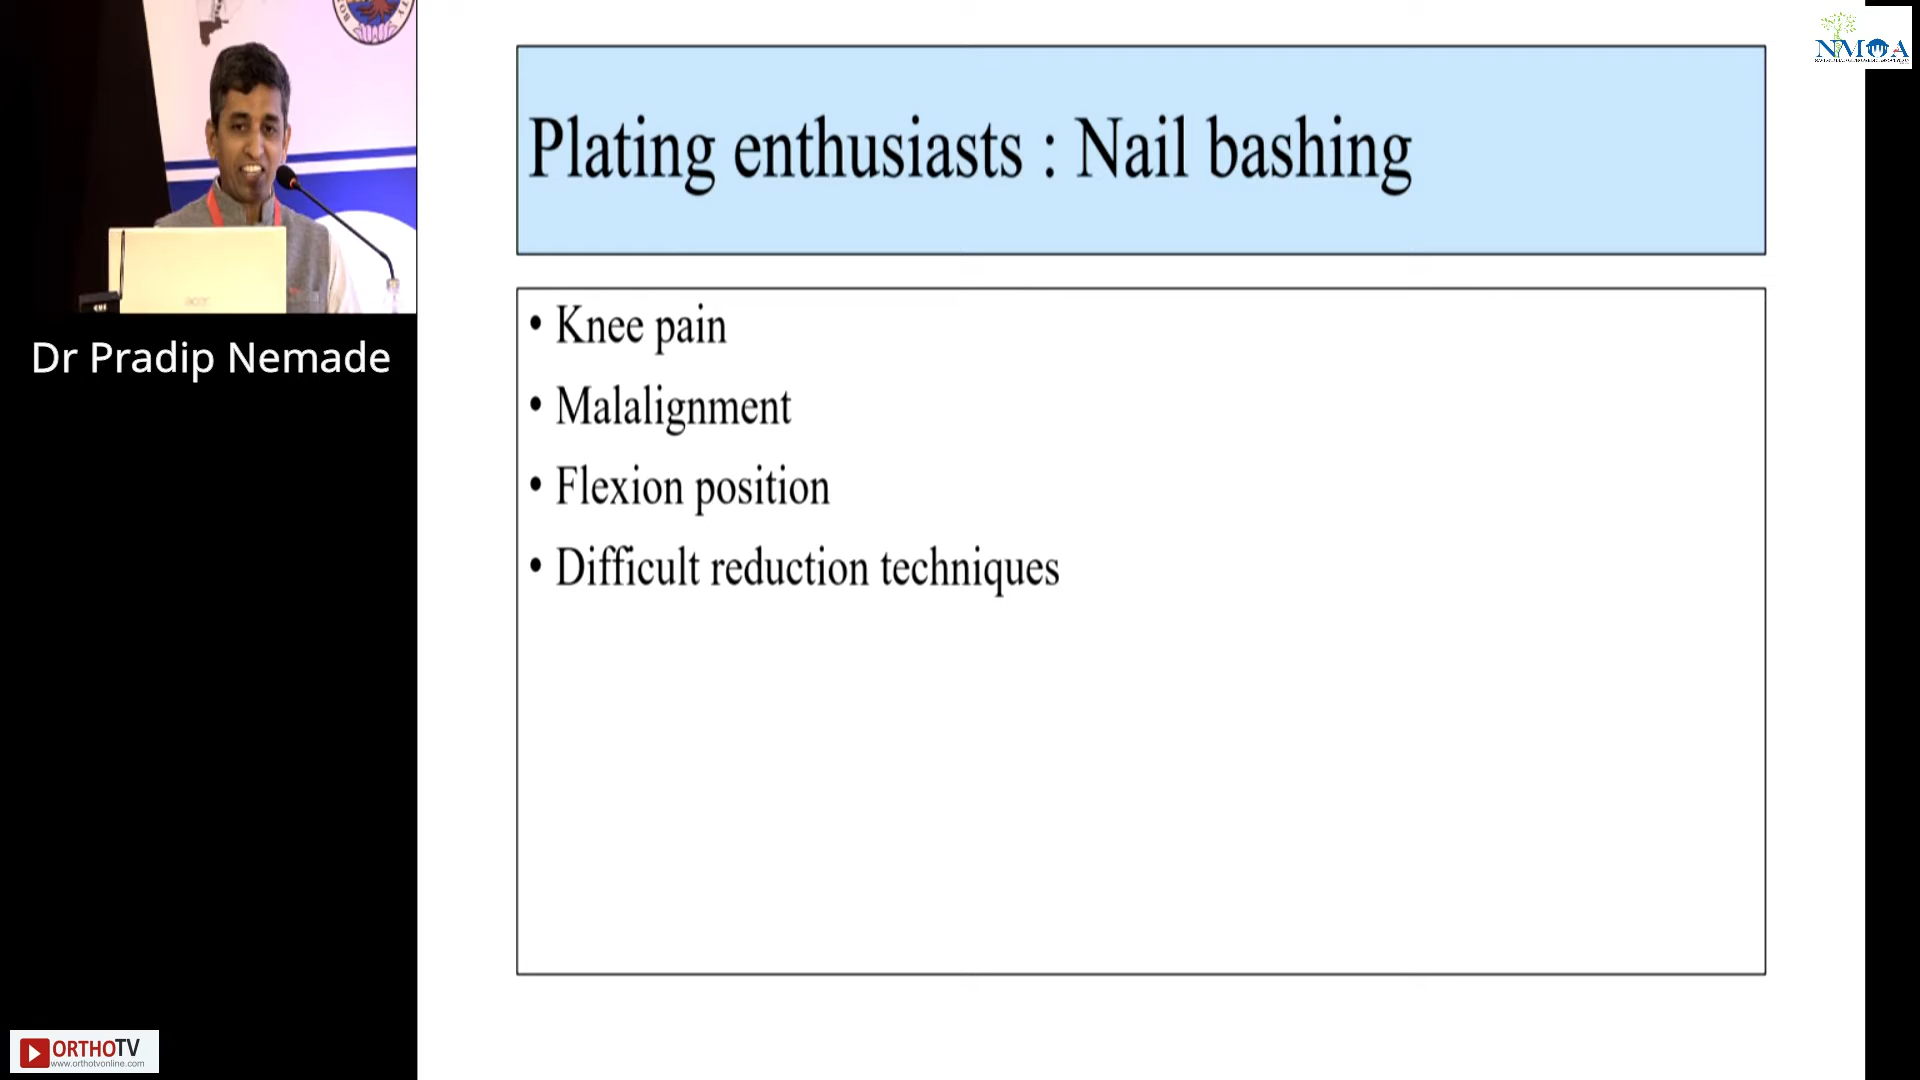 NMOA
Plating enthusiasts : Nail bashing
• Knee pain
• Malalignment
• Flexion position
• Difficult reduction techniques
acer
Dr Pradip Nemade
ORTHOTV
www.orthotvonline.com